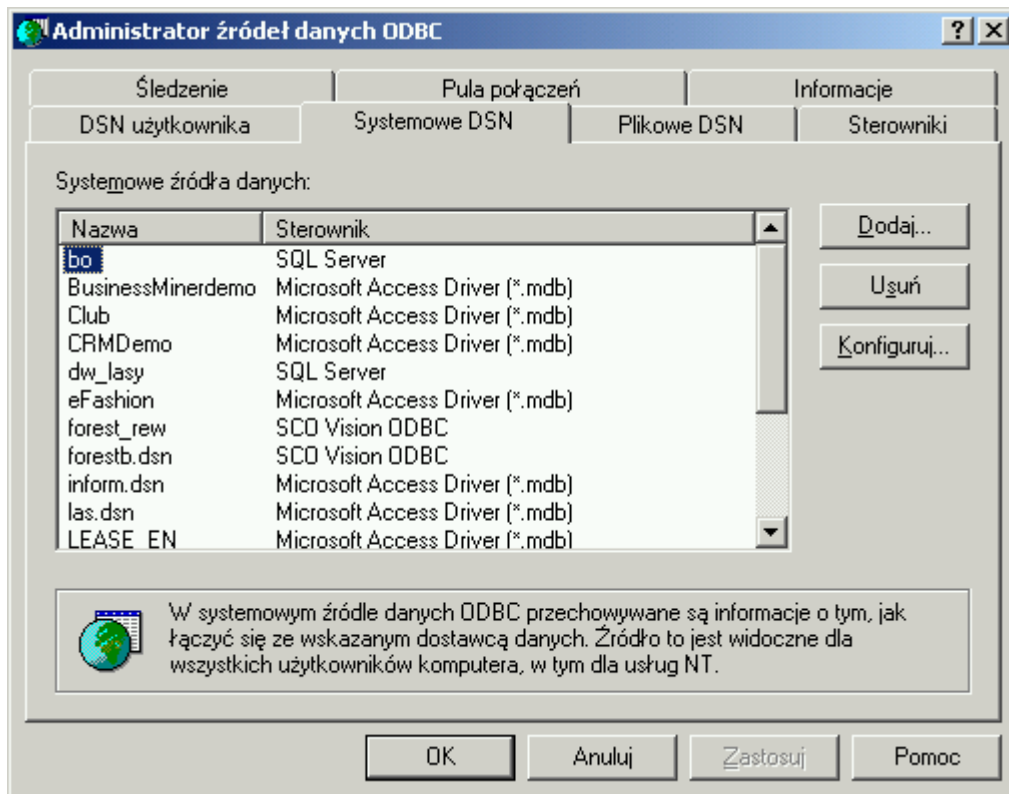 Administrator źródeł danych ODBC
Śledzenie Pula połączeń Informacje
DSN użytkownika Systemowe DSN Plikowe DSN Sterowniki
Systemowe źródła danych:
Nazwa Sterownik
bo SQL Server
BusinessMinerdemo Microsoft Access Driver (*.mdb)
Club Microsoft Access Driver (*.mdb)
CRMDemo Microsoft Access Driver (*.mdb)
dw_lasy SQL Server
eFashion Microsoft Access Driver (*.mdb)
forest_rew SCO Vision ODBC
forestb.dsn SCO Vision ODBC
inform.dsn Microsoft Access Driver (*.mdb)
las.dsn Microsoft Access Driver (*.mdb)
LEASE_EN Microsoft Access Driver (*.mdb)
Dodaj...
Usuń
Konfiguruj...
W systemowym źródle danych ODBC przechowywane są informacje o tym, jak
łączyć się ze wskazanym dostawcą danych. Źródło to jest widoczne dla
wszystkich użytkowników komputera, w tym dla usług NT.
OK Anuluj Zastosuj Pomoc